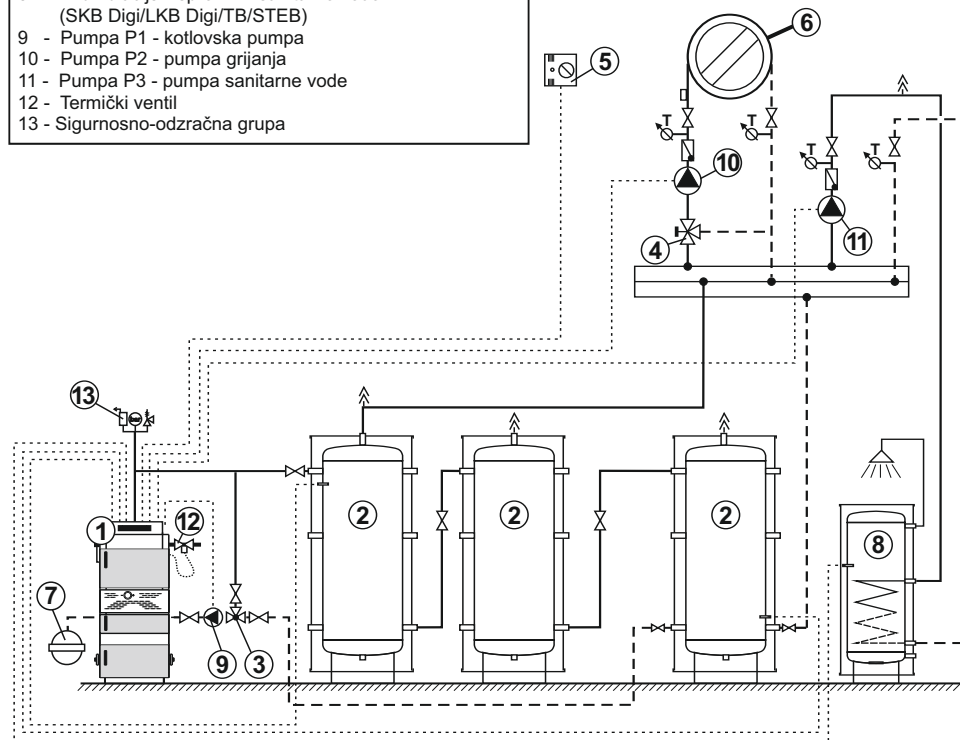 (SKB Digi/LKB Digi/TB/STEB)
9 - Pumpa P1 - kotlovska pumpa
10 - Pumpa P2 - pumpa grijanja
11 - Pumpa P3 - pumpa sanitarne vode
12 - Termički ventil
13 - Sigurnosno-odzračna grupa
6
5
T
T
T
T
10
11
4
13
1
12
2
2
2
8
7
9
3